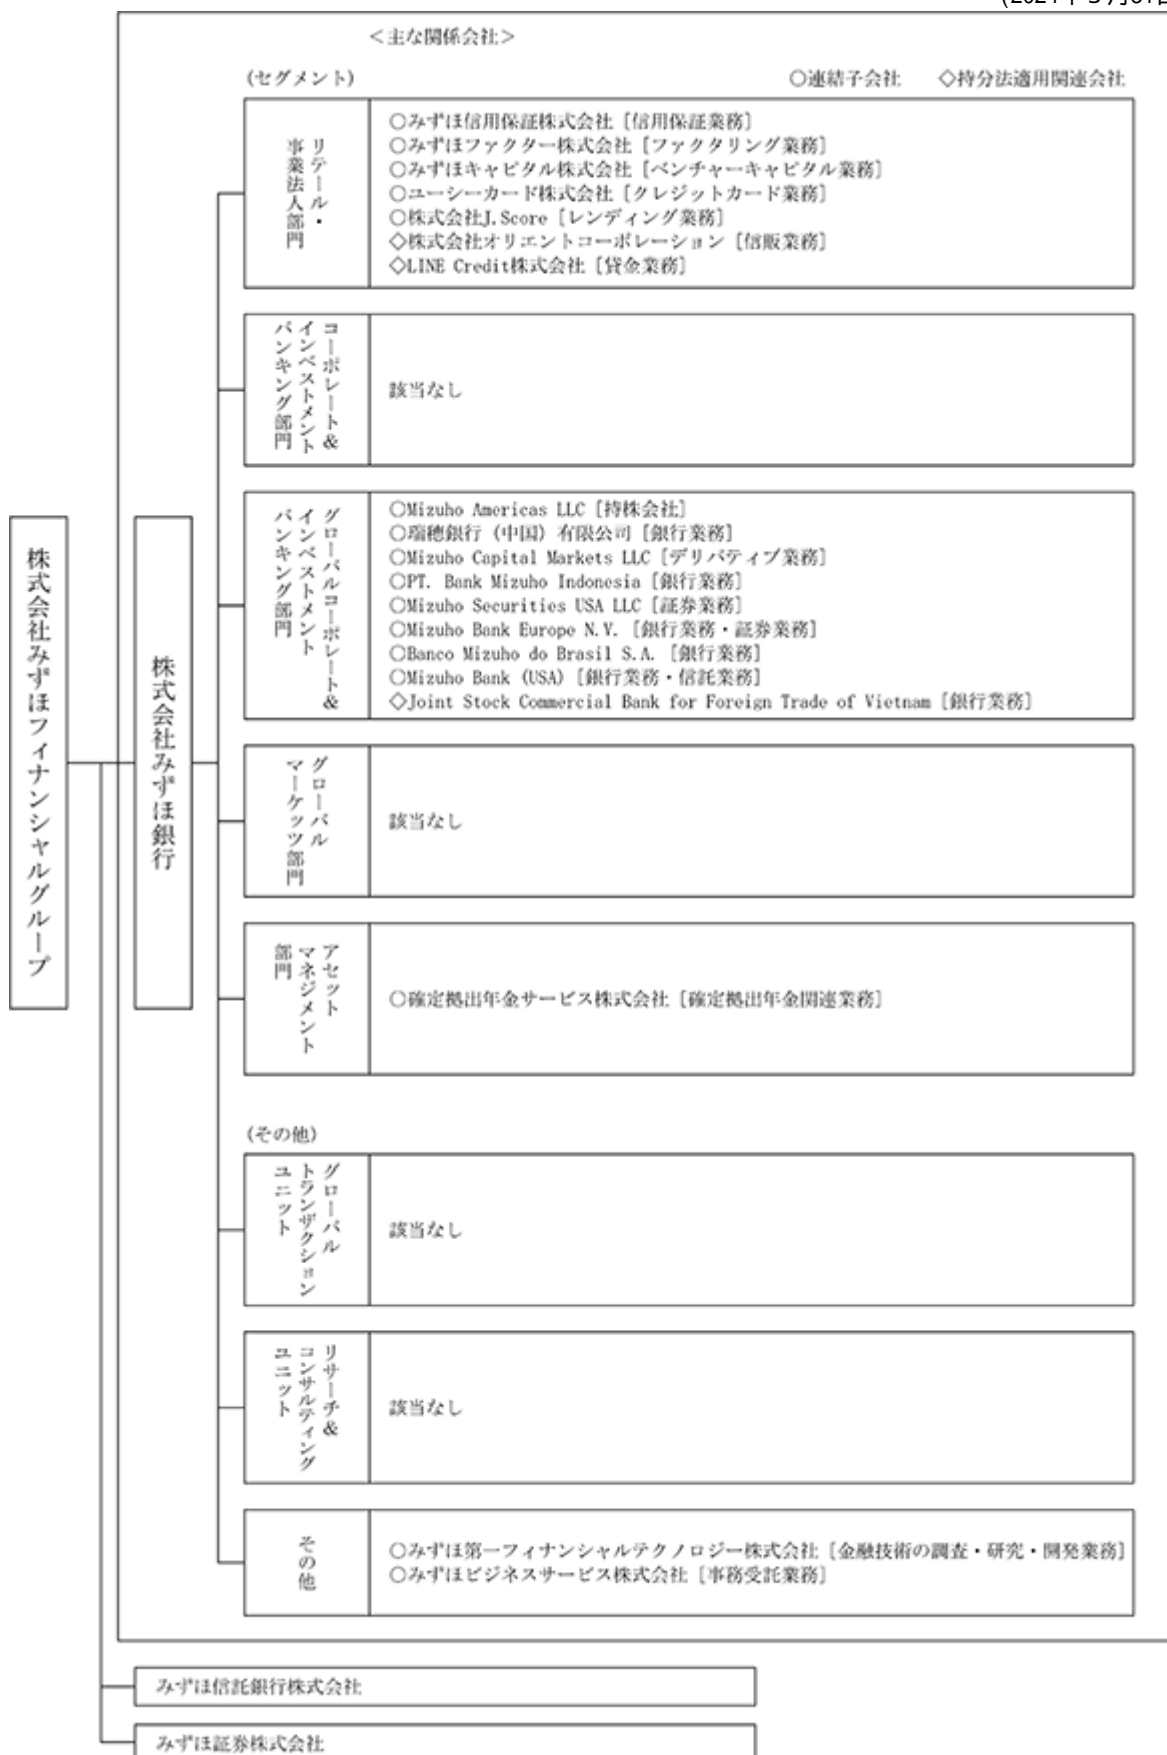 ＜主な関係会社＞
(セグメント)
○連結子会社　◇持分法適用関連会社
株式会社みずほフィナンシャルグループ
株式会社みずほ銀行
リテール・
事業法人部門
○みずほ信用保証株式会社［信用保証業務］
○みずほファクター株式会社［ファクタリング業務］
○みずほキャピタル株式会社［ベンチャーキャピタル業務］
○ユーシーカード株式会社［クレジットカード業務］
○株式会社J.Score［レンディング業務］
◇株式会社オリエントコーポレーション［信販業務］
◇LINE Credit株式会社［貸金業務］
コーポレート＆
インベストメント
バンキング部門
該当なし
グローバルコーポレート＆
インベストメント
バンキング部門
○Mizuho Americas LLC［持株会社］
○瑞穂銀行（中国）有限公司［銀行業務］
○Mizuho Capital Markets LLC［デリバティブ業務］
○PT. Bank Mizuho Indonesia［銀行業務］
○Mizuho Securities USA LLC［証券業務］
○Mizuho Bank Europe N.V.［銀行業務・証券業務］
○Banco Mizuho do Brasil S.A.［銀行業務］
○Mizuho Bank (USA)［銀行業務・信託業務］
◇Joint Stock Commercial Bank for Foreign Trade of Vietnam［銀行業務］
グローバル
マーケッツ部門
該当なし
アセット
マネジメント
部門
○確定拠出年金サービス株式会社［確定拠出年金関連業務］
(その他)
グローバル
トランザクション
ユニット
該当なし
リサーチ＆
コンサルティング
ユニット
該当なし
その他
○みずほ第一フィナンシャルテクノロジー株式会社［金融技術の調査・研究・開発業務］
○みずほビジネスサービス株式会社［事務受託業務］
みずほ信託銀行株式会社
みずほ証券株式会社